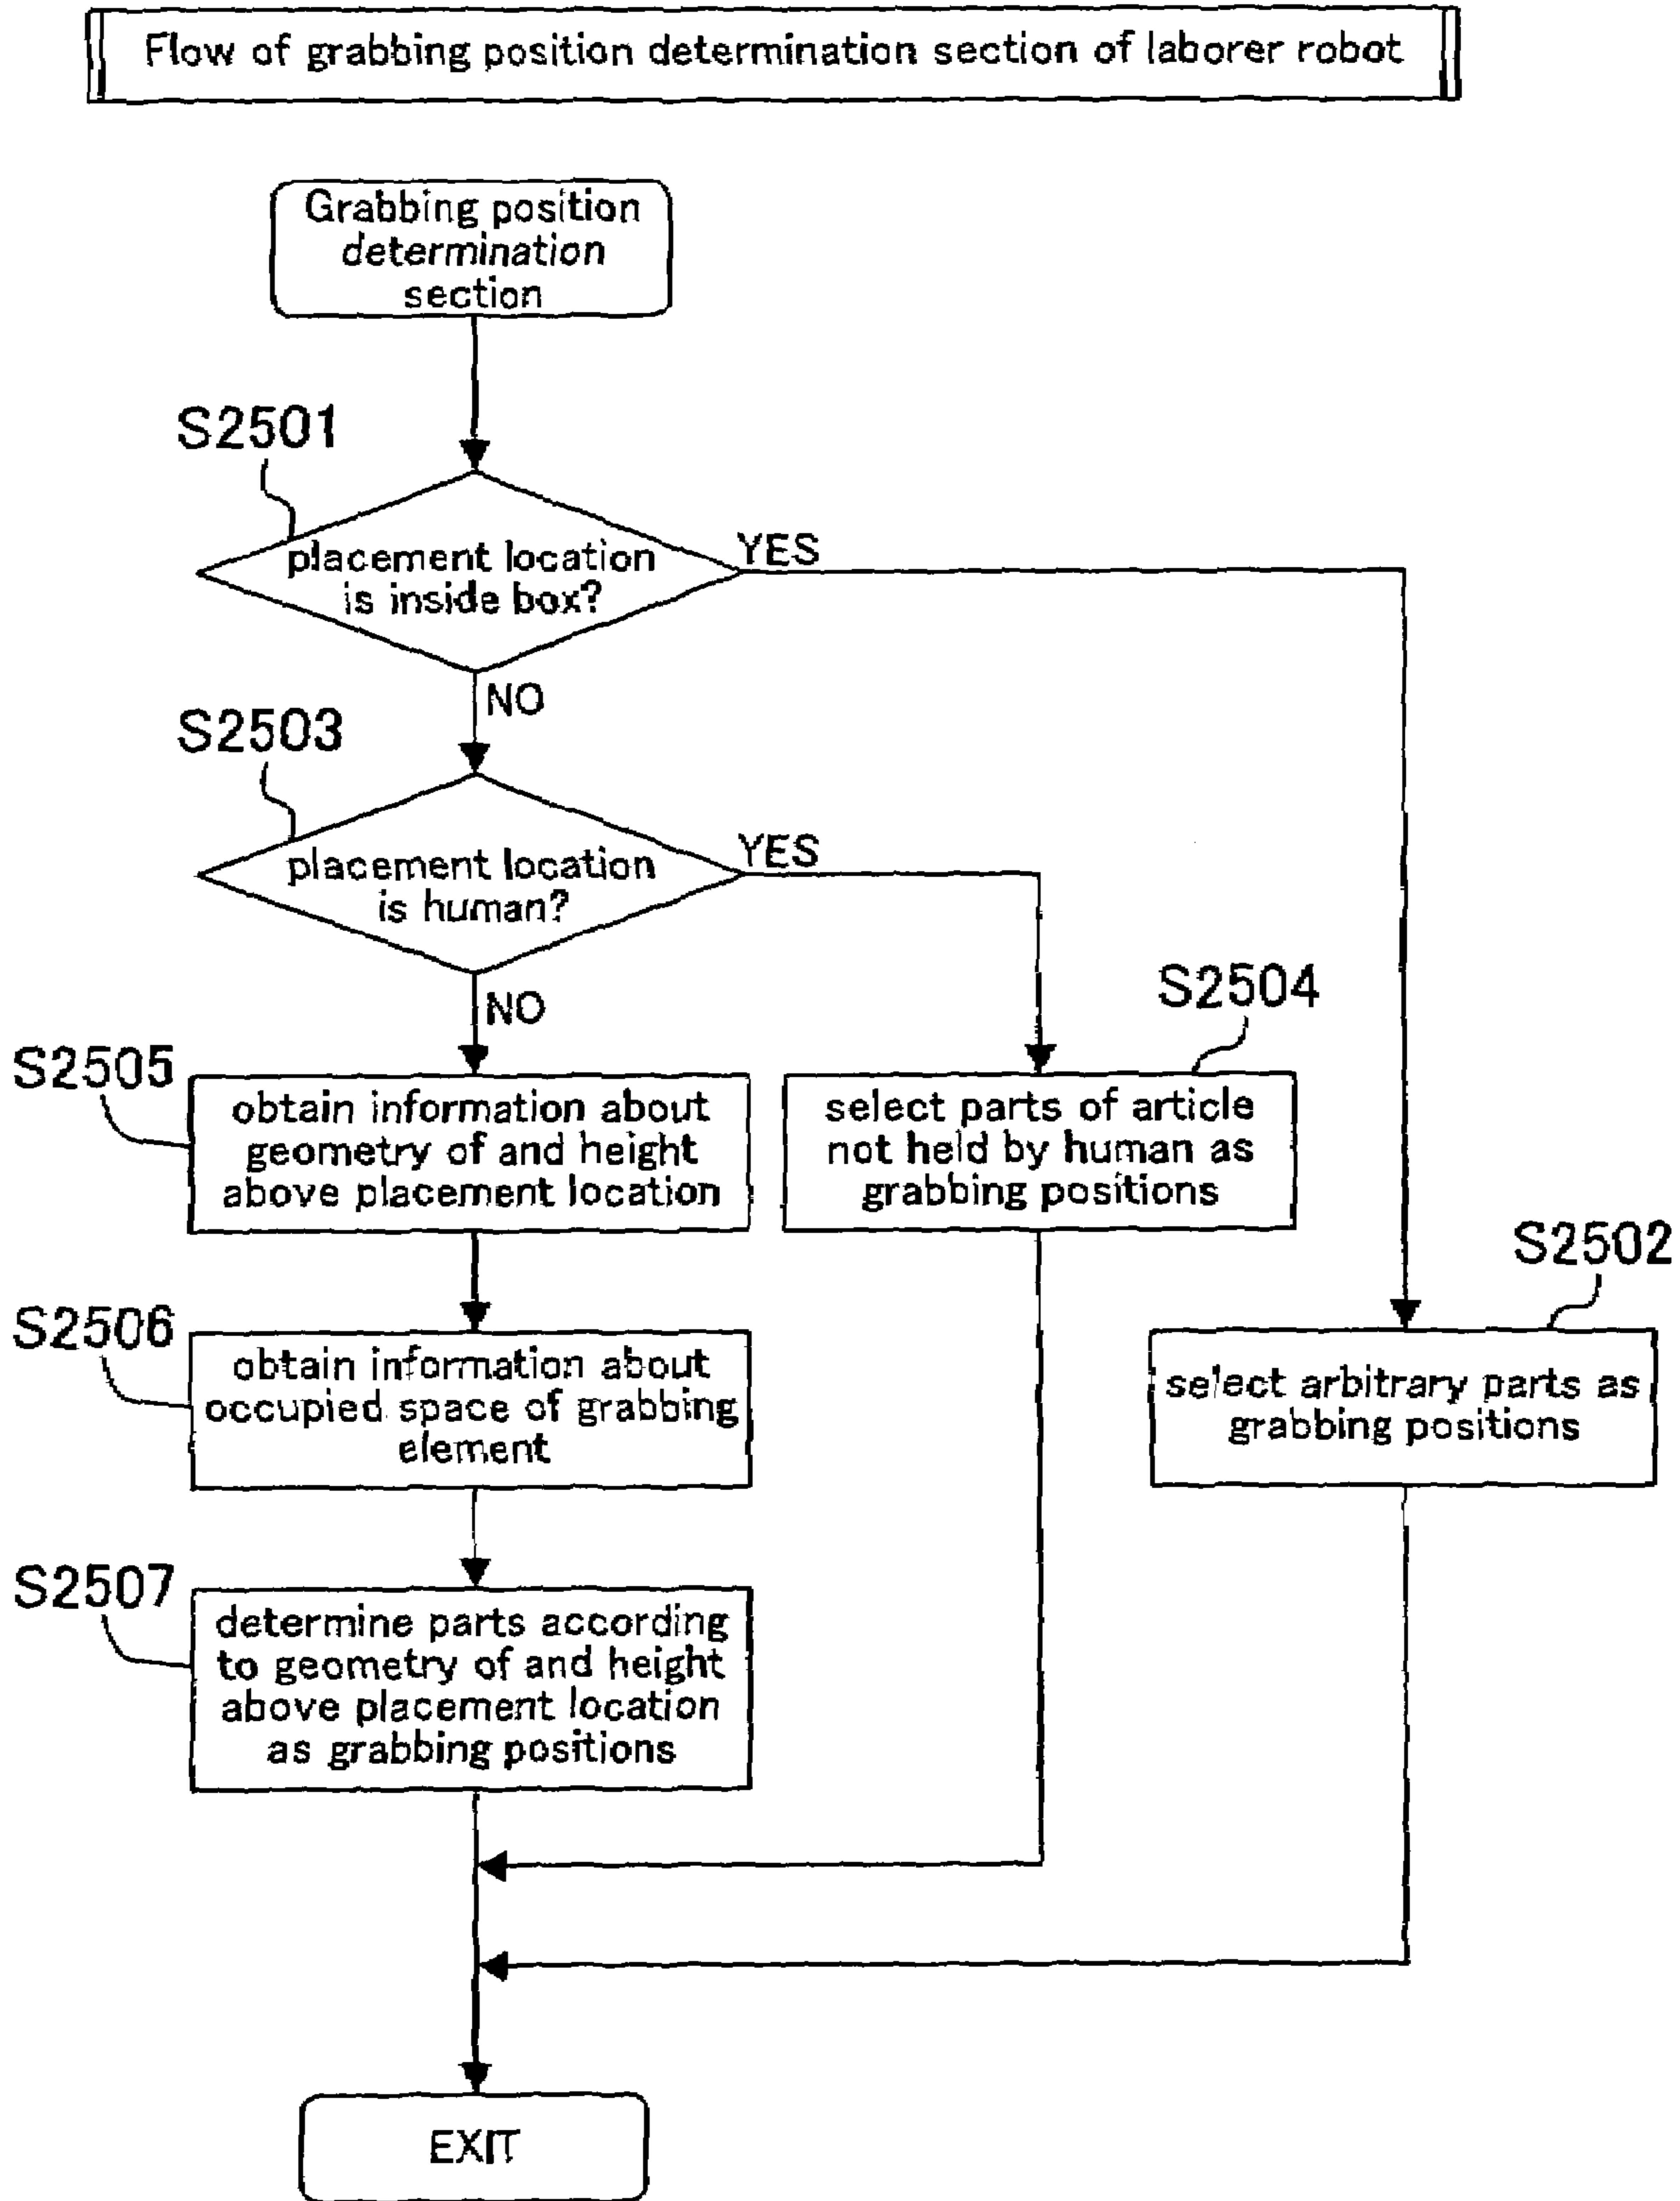 Flow of grabbing position determination section of laborer robot
Grabbing position
determination
section
S2501
placement location
is inside box?
YES
NO
S2503
placement location
is human?
YES
NO
S2505
obtain information about
geometry of and height
above placement location
S2504
select parts of article
not held by human as
grabbing positions
S2502
select arbitrary parts as
grabbing positions
S2506
obtain information about
occupied space of grabbing
element
S2507
determine parts according
to geometry of and height
above placement location
as grabbing positions
EXIT